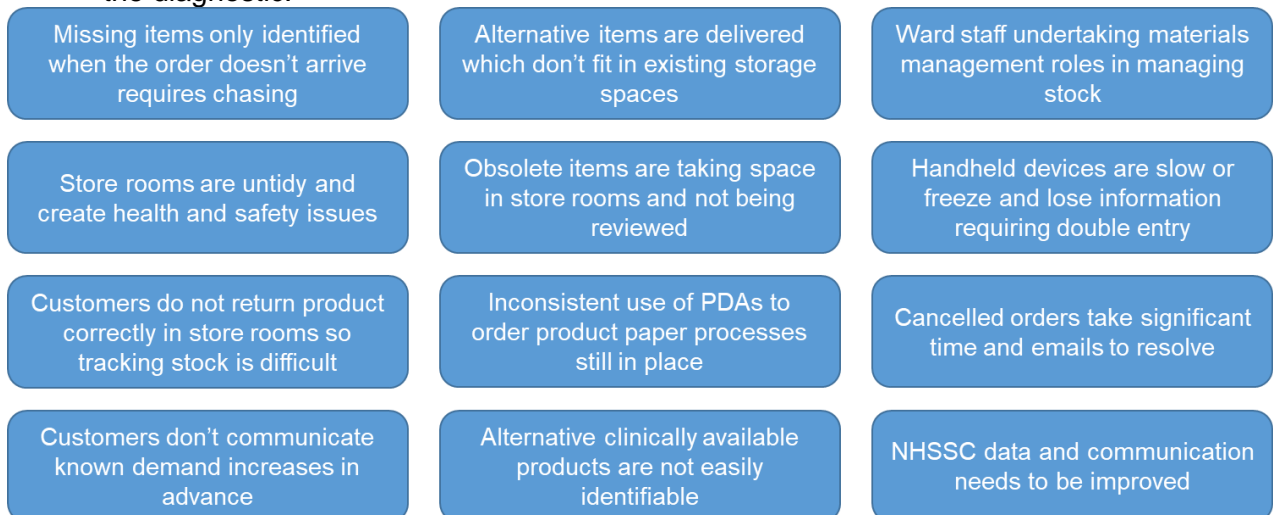 the diagnostic.
Missing items only identified
when the order doesn't arrive
requires chasing
Alternative items are delivered
which don't fit in existing storage
spaces
Ward staff undertaking materials
management roles in managing
stock
Store rooms are untidy and
create health and safety issues
Obsolete items are taking space
in store rooms and not being
reviewed
Handheld devices are slow or
freeze and lose information
requiring double entry
Customers do not return product
correctly in store rooms so
tracking stock is difficult
Inconsistent use of PDAs to
order product paper processes
still in place
Cancelled orders take significant
time and emails to resolve
Customers don't communicate
known demand increases in
advance
Alternative clinically available
products are not easily
identifiable
NHSSC data and communication
needs to be improved